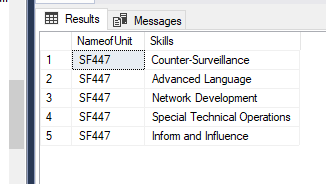 Results Messages
NameofUnit Skills
1 SF447 Counter-Surveillance
2 SF447 Advanced Language
3 SF447 Network Development
4 SF447 Special Technical Operations
5 SF447 Inform and Influence